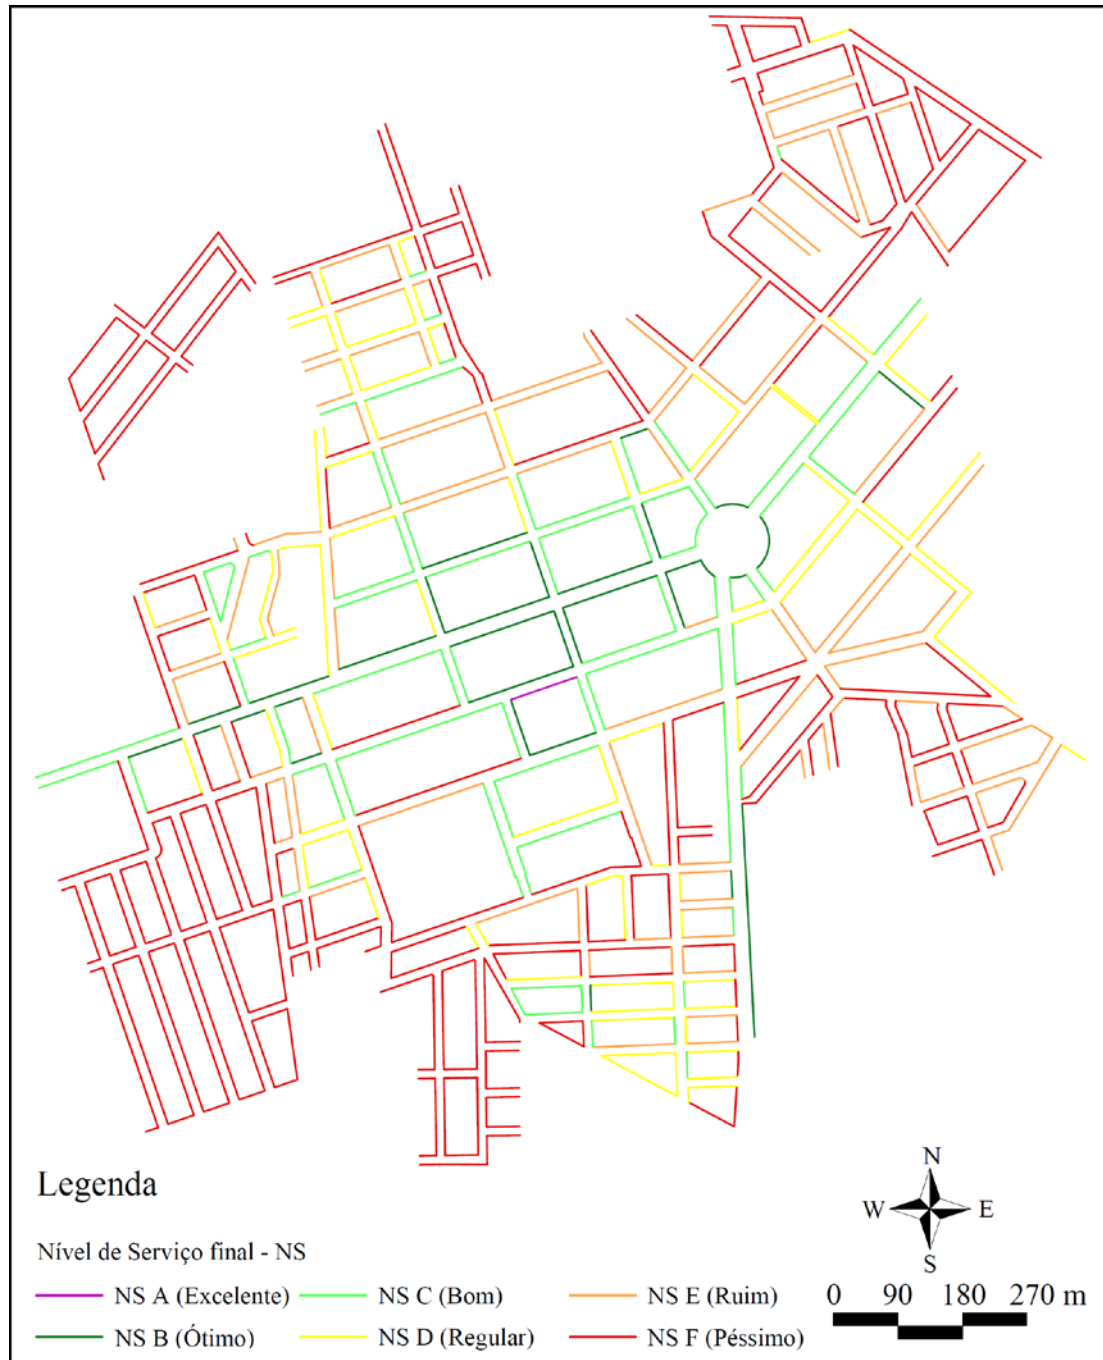 N
W E
S
Legenda
Nível de Serviço final - NS
NS A (Excelente) NS C (Bom) NS E (Ruim)
NS B (Ótimo) NS D (Regular) NS F (Péssimo)
0 90 180 270 m